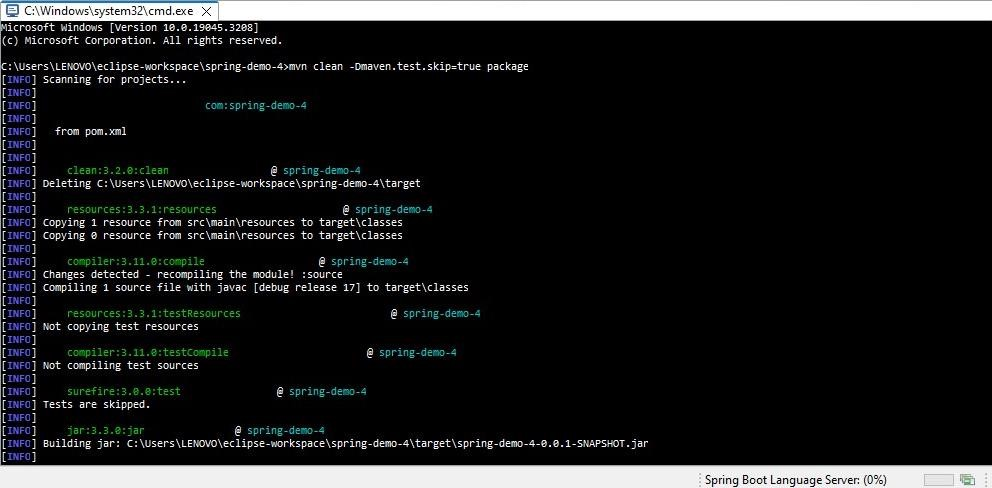 C:\Windows\system32\cmd.exe
Microsoft Windows [Version 10.0.19045.3208]
(c) Microsoft Corporation. All rights reserved.
C:\Users\LENOVO\eclipse-workspace\spring-demo-4>mvn clean -Dmaven.test.skip=true package
[INFO] Scanning for projects...
[INFO]
[INFO] com:spring-demo-4
[INFO]
[INFO] from pom.xml
[INFO]
[INFO]
[INFO] clean:3.2.0:clean @ spring-demo-4
[INFO] Deleting C:\Users\LENOVO\eclipse-workspace\spring-demo-4\target
[INFO]
[INFO] resources:3.3.1:resources @ spring-demo-4
[INFO] Copying 1 resource from src\main\resources to target\classes
[INFO] Copying 0 resource from src\main\resources to target\classes
[INFO]
[INFO] compiler:3.11.0:compile @ spring-demo-4
[INFO] Changes detected - recompiling the module! :source
[INFO] Compiling 1 source file with javac [debug release 17] to target\classes
[INFO]
[INFO] resources:3.3.1:testResources @ spring-demo-4
[INFO] Not copying test resources
[INFO]
[INFO] compiler:3.11.0:testCompile @ spring-demo-4
[INFO] Not compiling test sources
[INFO]
[INFO] surefire:3.0.0:test @ spring-demo-4
[INFO] Tests are skipped.
[INFO]
[INFO] jar:3.3.0:jar @ spring-demo-4
[INFO] Building jar: C:\Users\LENOVO\eclipse-workspace\spring-demo-4\target\spring-demo-4-0.0.1-SNAPSHOT.jar
[INFO]
Spring Boot Language Server: (0%)